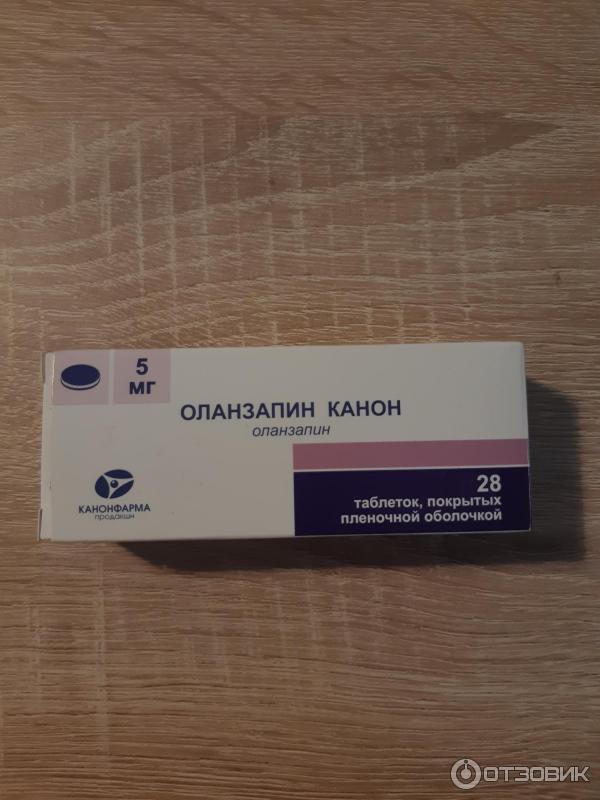 5
МГ
ОЛАНЗАПИН КАНОН
оланзапин
КАНОНФАРМА
продакшн
28
таблеток, покрытых
пленочной оболочкой
ОТЗОВИК